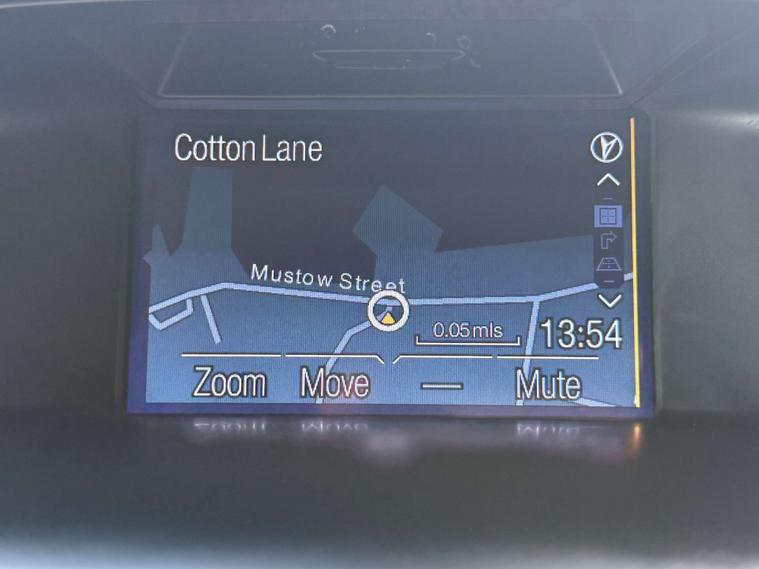 Cotton Lane
Mustow Street
0.05mls
13:54
Zoom Move Mute